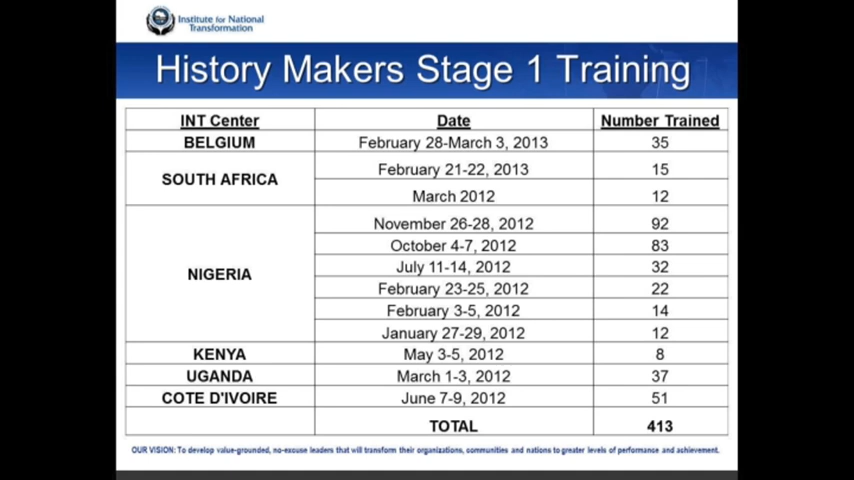 Institute for National
Transformation
History Makers Stage 1 Training
INT Center Date Number Trained
BELGIUM February 28-March 3, 2013 35
SOUTH AFRICA February 21-22, 2013 15
March 2012 12
NIGERIA November 26-28, 2012 92
October 4-7, 2012 83
July 11-14, 2012 32
February 23-25, 2012 22
February 3-5, 2012 14
January 27-29, 2012 12
KENYA May 3-5, 2012 8
UGANDA March 1-3, 2012 37
COTE D'IVOIRE June 7-9, 2012 51
TOTAL 413
OUR VISION: To develop value-grounded, no-excuse leaders that will transform their organizations, communities and nations to greater levels of performance and achievement.